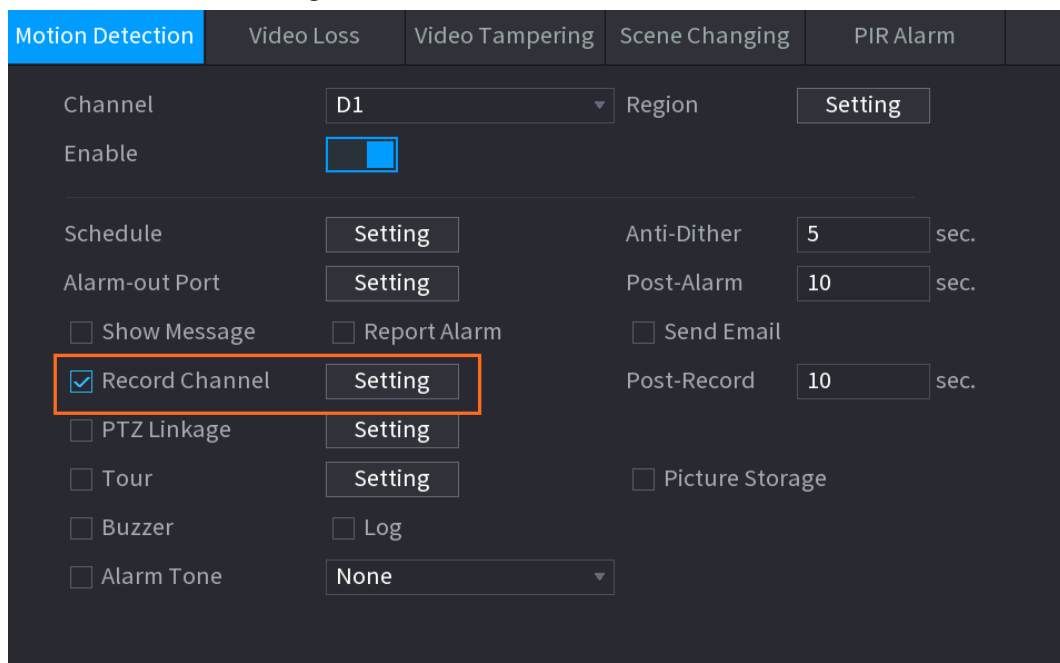 Motion Detection Video Loss Video Tampering Scene Changing PIR Alarm
Channel D1 Region Setting
Enable
Schedule Setting Anti-Dither 5 sec.
Alarm-out Port Setting Post-Alarm 10 sec.
Show Message Report Alarm Send Email
Record Channel Setting Post-Record 10 sec.
PTZ Linkage Setting
Tour Setting Picture Storage
Buzzer Log
Alarm Tone None